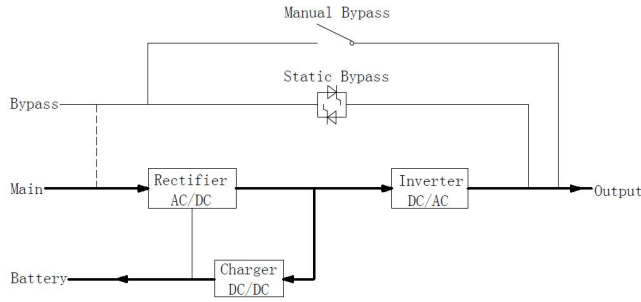 Manual Bypass
Static Bypass
Bypass
Main
Rectifier
AC/DC
Inverter
DC/AC
Output
Battery
Charger
DC/DC